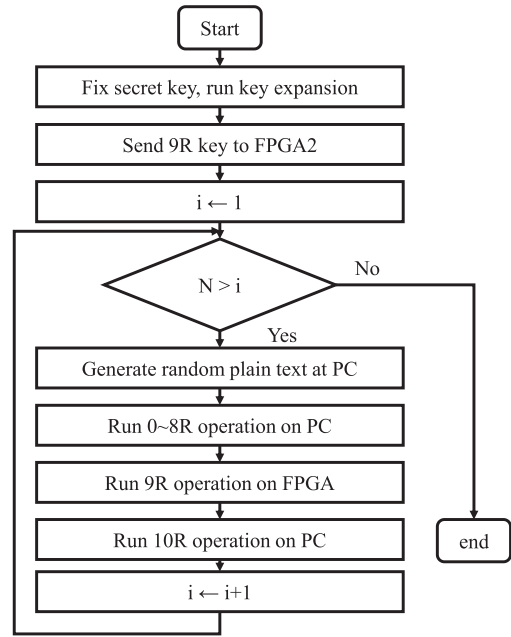 Start
Fix secret key, run key expansion
Send 9R key to FPGA2
i ← 1
N > i
No
Yes
Generate random plain text at PC
Run 0~8R operation on PC
Run 9R operation on FPGA
Run 10R operation on PC
end
i ← i+1